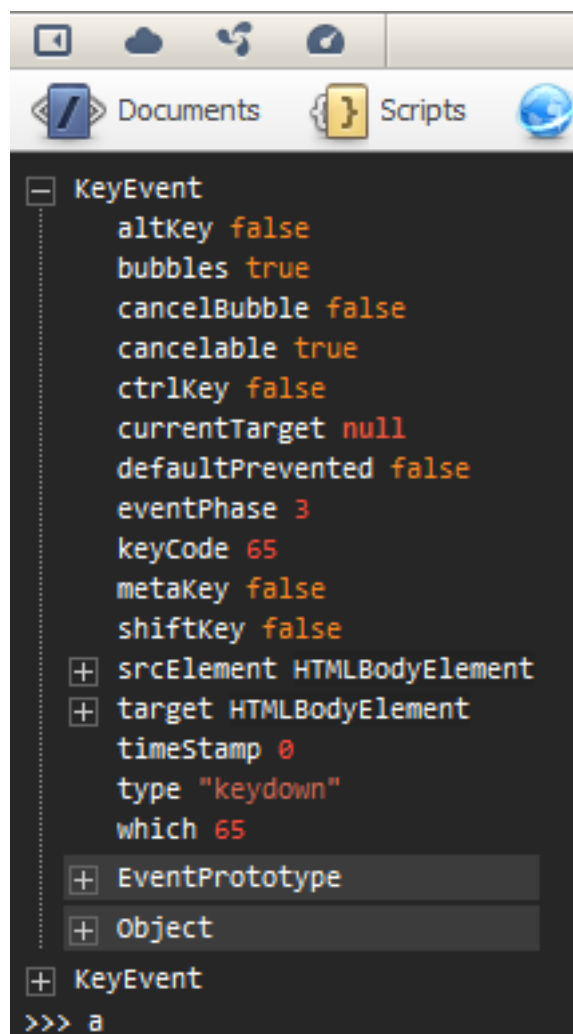 Documents Scripts
KeyEvent
altKey false
bubbles true
cancelBubble false
cancelable true
ctrlKey false
currentTarget null
defaultPrevented false
eventPhase 3
keyCode 65
metaKey false
shiftKey false
srcElement HTMLBodyElement
target HTMLBodyElement
timeStamp 0
type "keydown"
which 65
EventPrototype
Object
KeyEvent
>>> a